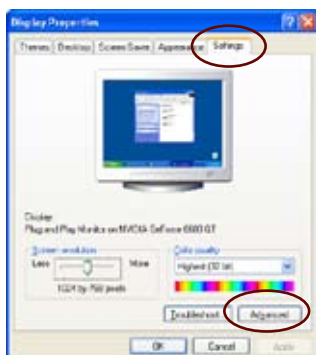 Display Properties
Themes Desktop Screen Saver Appearance Settings
Display:
Plug and Play Monitor on NVIDIA GeForce 6600 GT
Screen resolution
Less More
1024 by 768 pixels
Color quality
Highest (32 bit)
Troubleshoot... Advanced
OK Cancel Apply